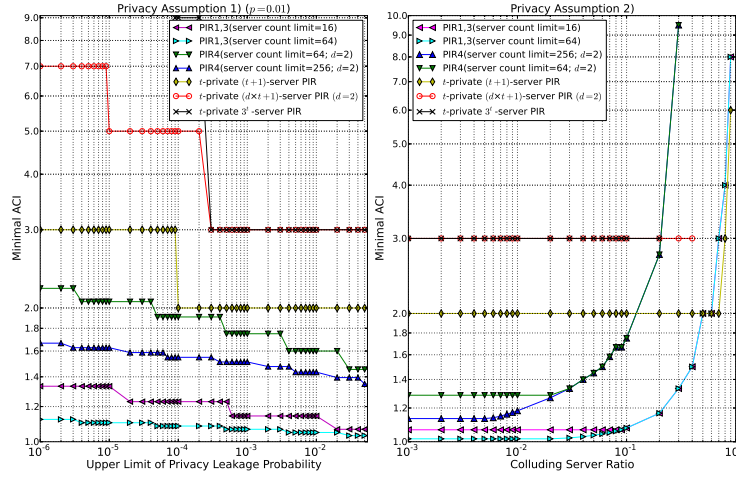 Privacy Assumption 1) (p=0.01)
Minimal ACI
9.0
8.0
7.0
6.0
5.0
4.0
3.0
2.0
1.8
1.6
1.4
1.2
1.0
PIR1,3(server count limit=16)
PIR1,3(server count limit=64)
PIR4(server count limit=64; d=2)
PIR4(server count limit=256; d=2)
t-private (t+1)-server PIR
t-private (d×t+1)-server PIR (d=2)
t-private 3^t-server PIR
10^-6 10^-5 10^-4 10^-3 10^-2
Upper Limit of Privacy Leakage Probability
Privacy Assumption 2)
Minimal ACI
10.0
9.0
8.0
7.0
6.0
5.0
4.0
3.0
2.0
1.8
1.6
1.4
1.2
1.0
PIR1,3(server count limit=16)
PIR1,3(server count limit=64)
PIR4(server count limit=256; d=2)
PIR4(server count limit=64; d=2)
t-private (t+1)-server PIR
t-private (d×t+1)-server PIR (d=2)
t-private 3^t-server PIR
10^-3 10^-2 10^-1 10^0
Colluding Server Ratio